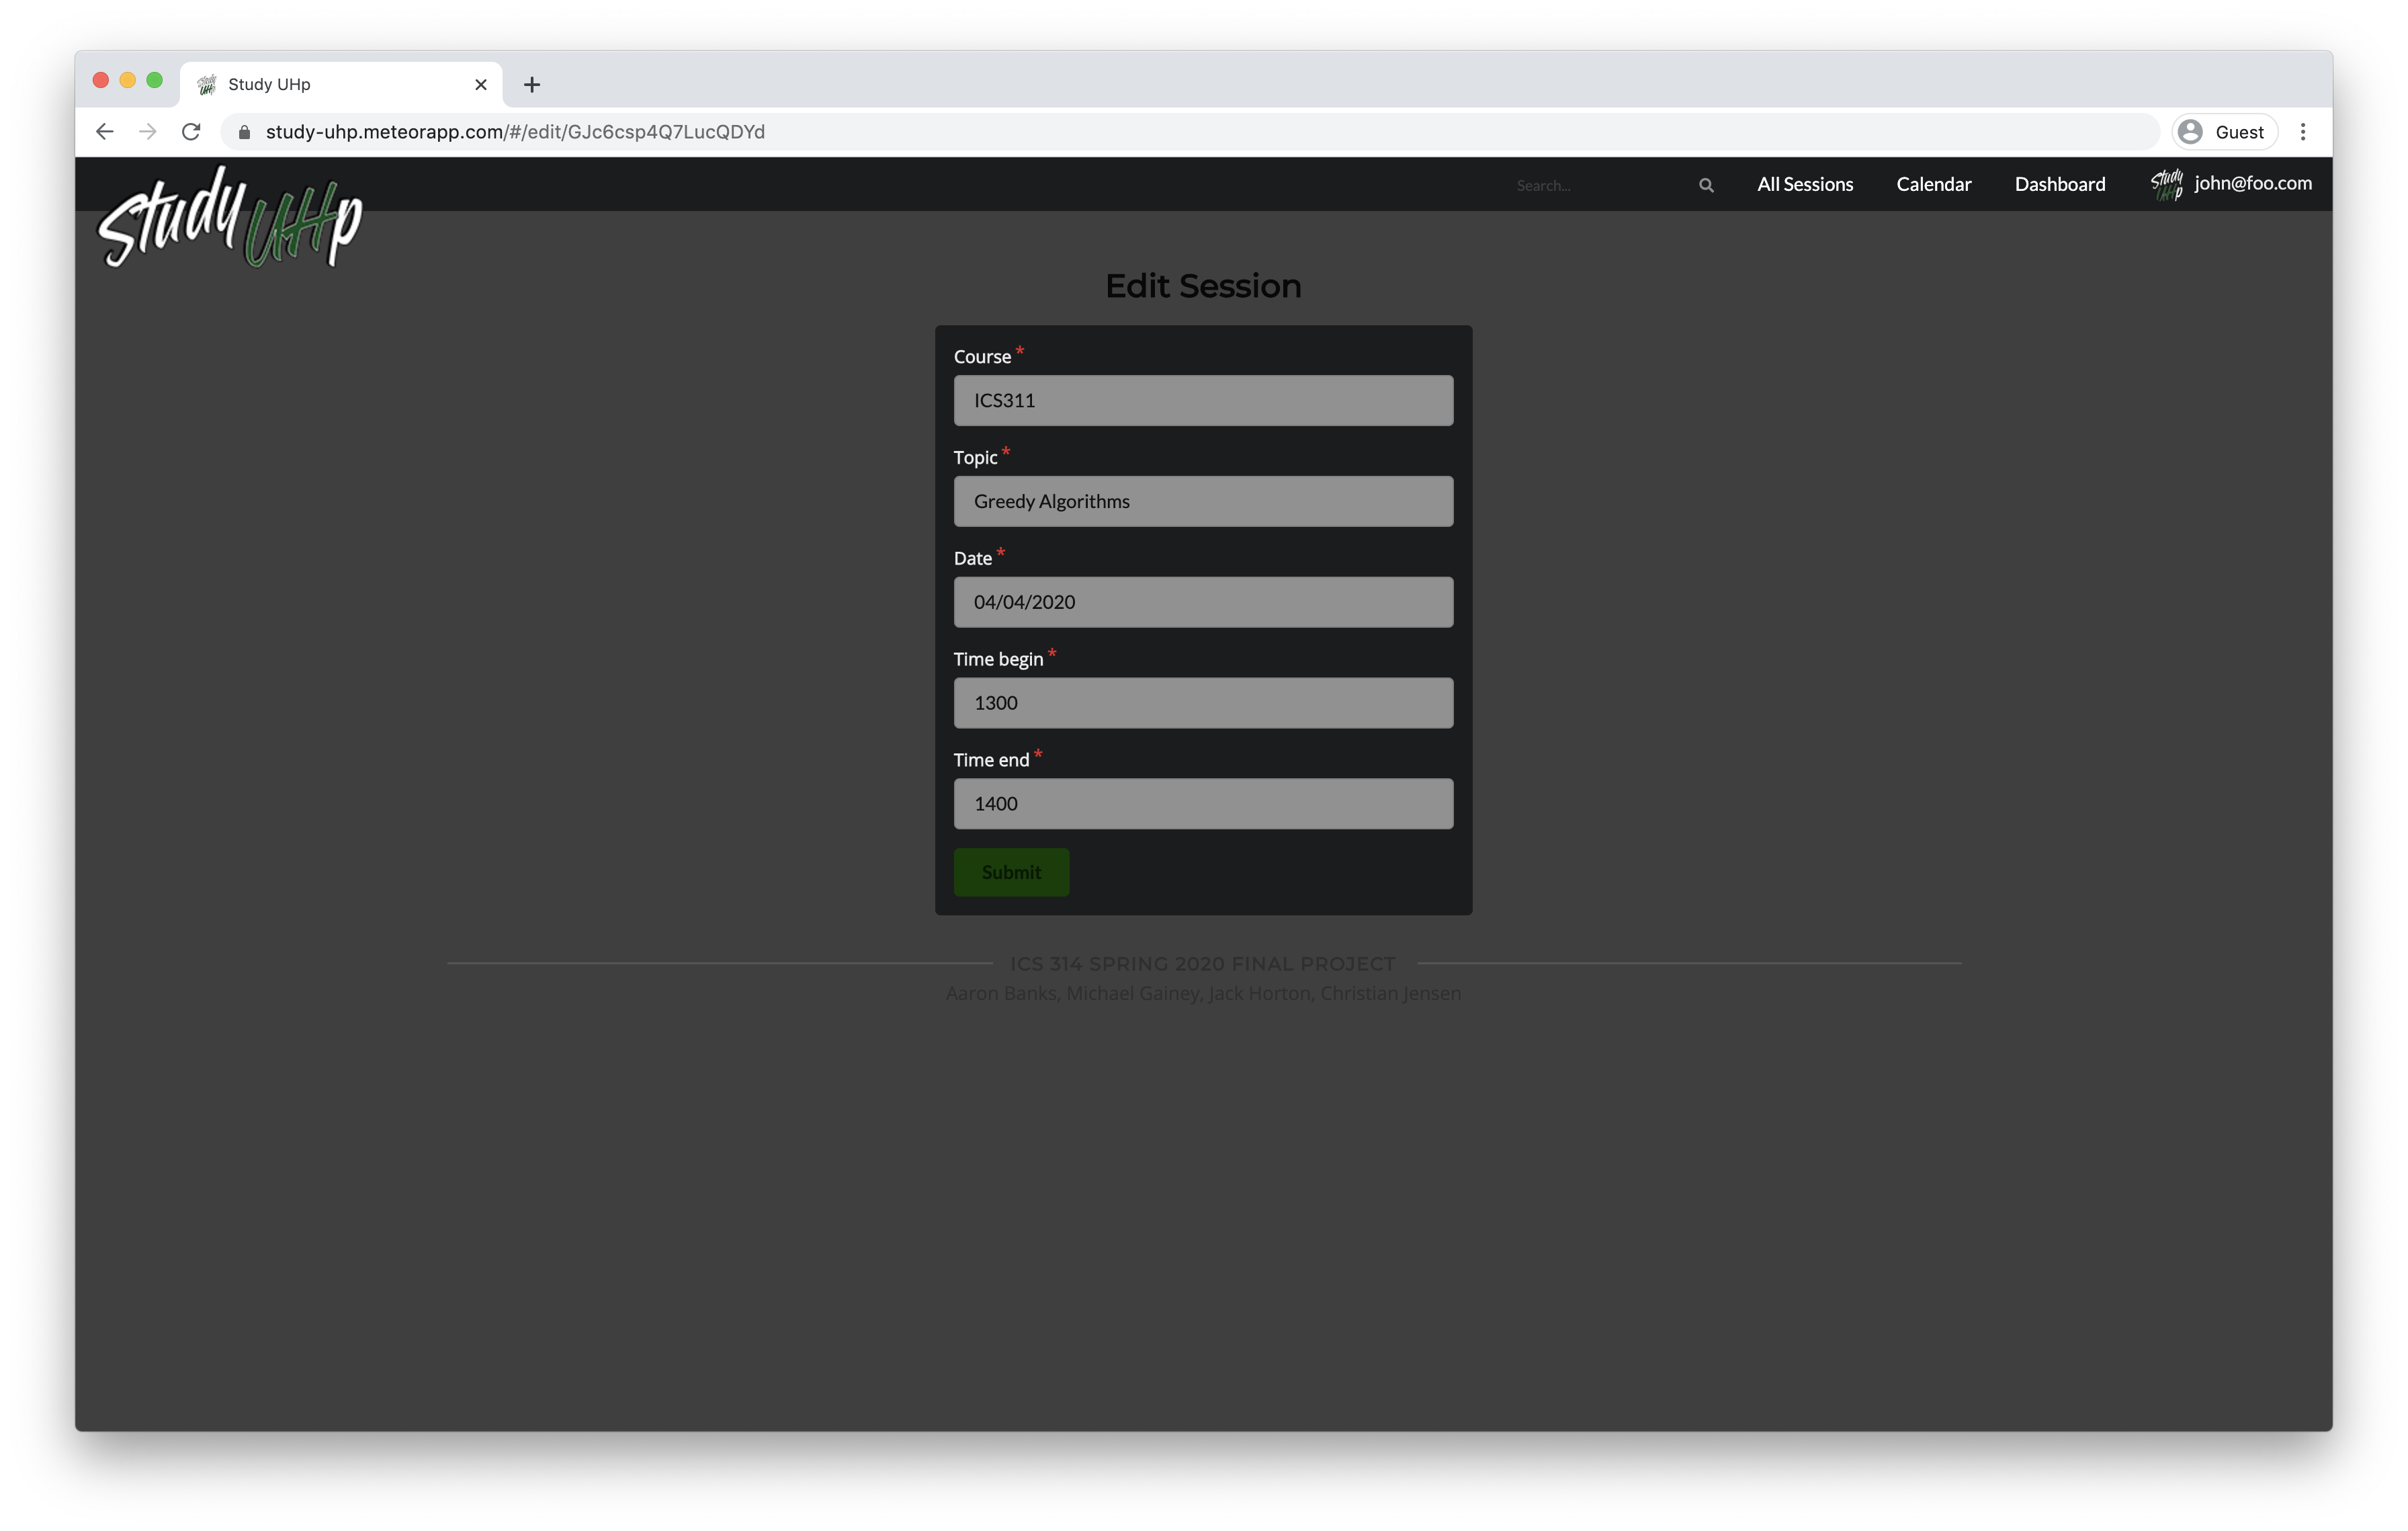 Study UHp
study-uhp.meteorapp.com/#/edit/GJc6csp4Q7LucQDYd
Guest
Study UHp
Search...
All Sessions
Calendar
Dashboard
Study UHp
john@foo.com
Edit Session
Course *
ICS311
Topic *
Greedy Algorithms
Date *
04/04/2020
Time begin *
1300
Time end *
1400
Submit
ICS 314 SPRING 2020 FINAL PROJECT
Aaron Banks, Michael Gainey, Jack Horton, Christian Jensen